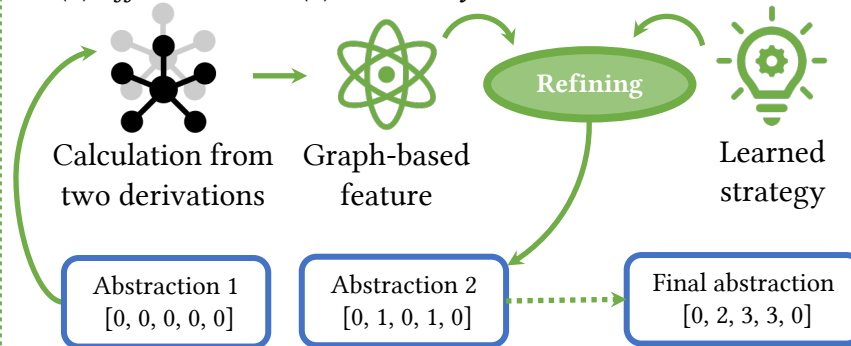 Refining
Calculation from
two derivations
Graph-based
feature
Learned
strategy
Abstraction 1
[0, 0, 0, 0, 0]
Abstraction 2
[0, 1, 0, 1, 0]
Final abstraction
[0, 2, 3, 3, 0]